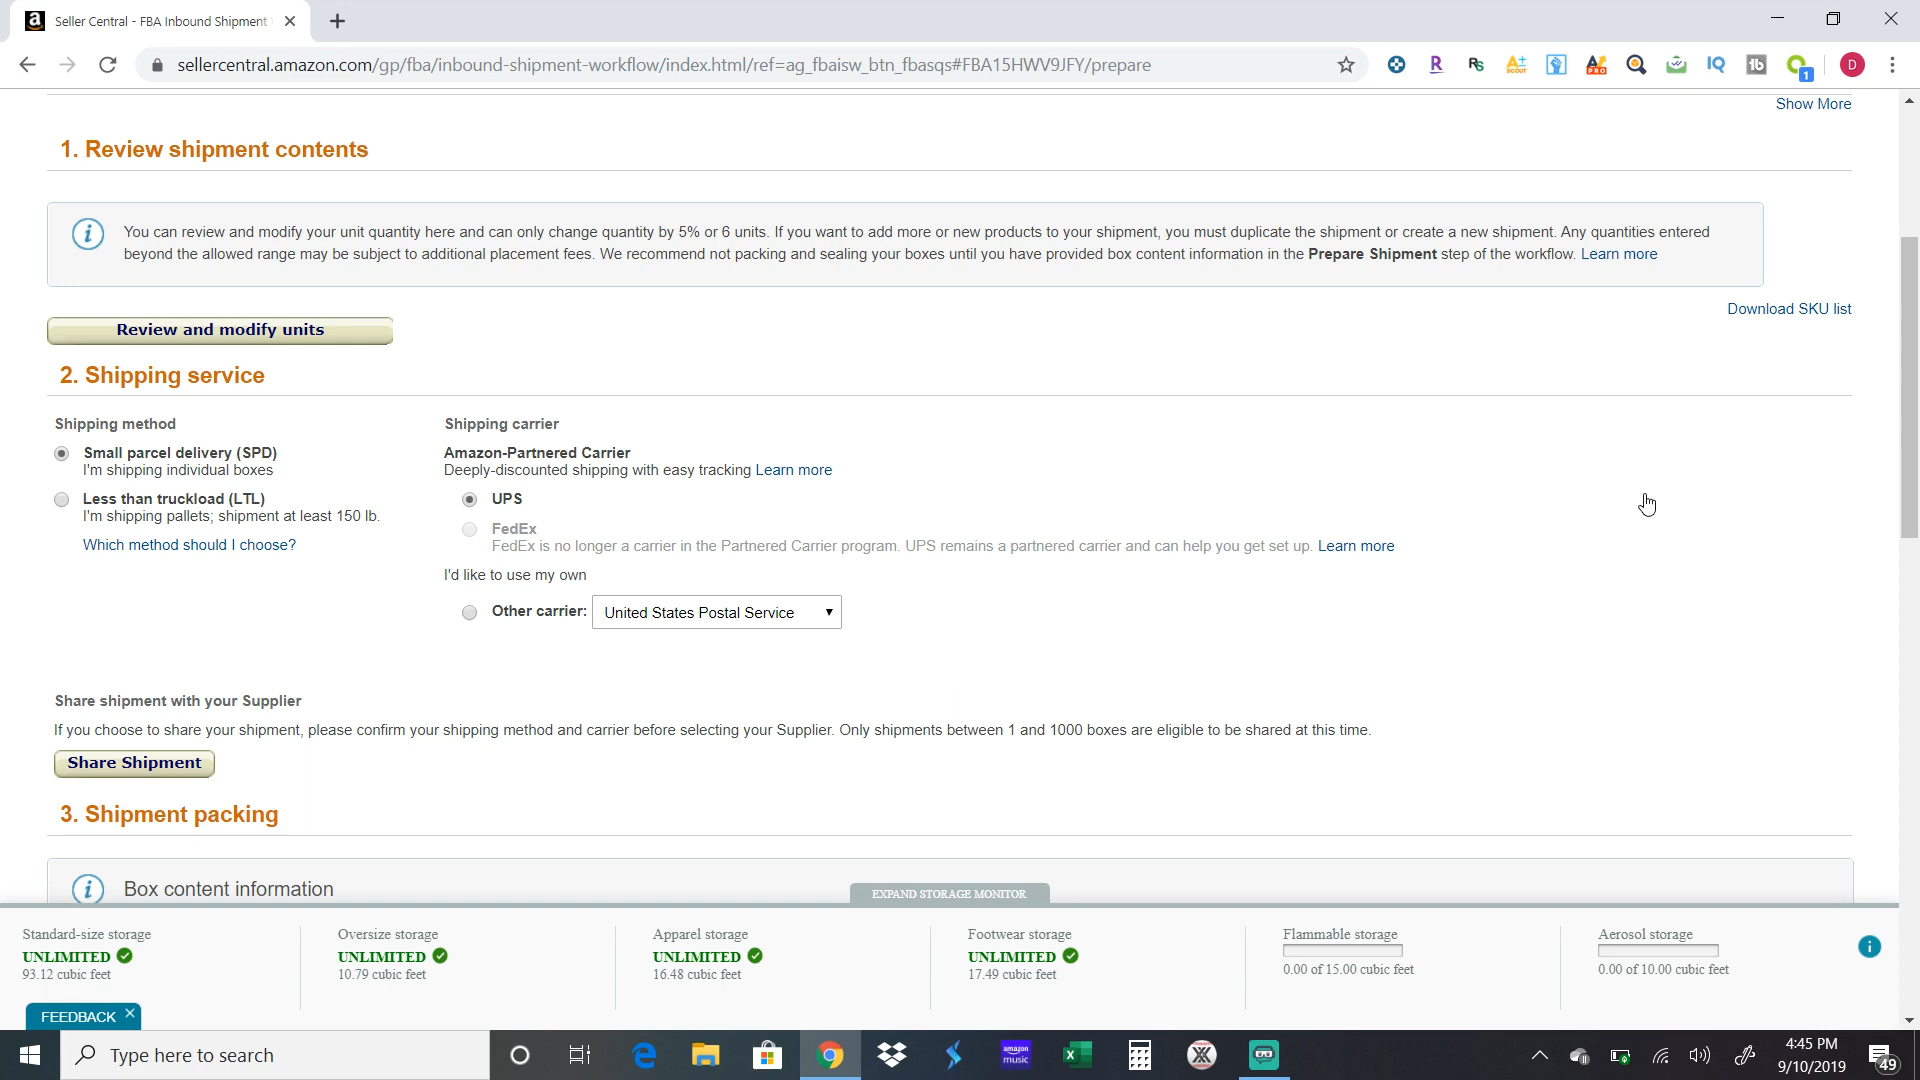 Seller Central - FBA Inbound Shipment
sellercentral.amazon.com/gp/fba/inbound-shipment-workflow/index.html/ref=ag_fbaisw_btn_fbasqs#FBA15HWV9JFY/prepare
Show More
1. Review shipment contents
You can review and modify your unit quantity here and can only change quantity by 5% or 6 units. If you want to add more or new products to your shipment, you must duplicate the shipment or create a new shipment. Any quantities entered
beyond the allowed range may be subject to additional placement fees. We recommend not packing and sealing your boxes until you have provided box content information in the Prepare Shipment step of the workflow. Learn more
Download SKU list
Review and modify units
2. Shipping service
Shipping method
Small parcel delivery (SPD)
I'm shipping individual boxes
Less than truckload (LTL)
I'm shipping pallets; shipment at least 150 lb.
Which method should I choose?
Shipping carrier
Amazon-Partnered Carrier
Deeply-discounted shipping with easy tracking Learn more
UPS
FedEx
FedEx is no longer a carrier in the Partnered Carrier program. UPS remains a partnered carrier and can help you get set up. Learn more
I'd like to use my own
Other carrier: United States Postal Service
Share shipment with your Supplier
If you choose to share your shipment, please confirm your shipping method and carrier before selecting your Supplier. Only shipments between 1 and 1000 boxes are eligible to be shared at this time.
Share Shipment
3. Shipment packing
Box content information
EXPAND STORAGE MONITOR
Standard-size storage
UNLIMITED
93.12 cubic feet
Oversize storage
UNLIMITED
10.79 cubic feet
Apparel storage
UNLIMITED
16.48 cubic feet
Footwear storage
UNLIMITED
17.49 cubic feet
Flammable storage
0.00 of 15.00 cubic feet
Aerosol storage
0.00 of 10.00 cubic feet
FEEDBACK
Type here to search
amazon music
4:45 PM
9/10/2019
49